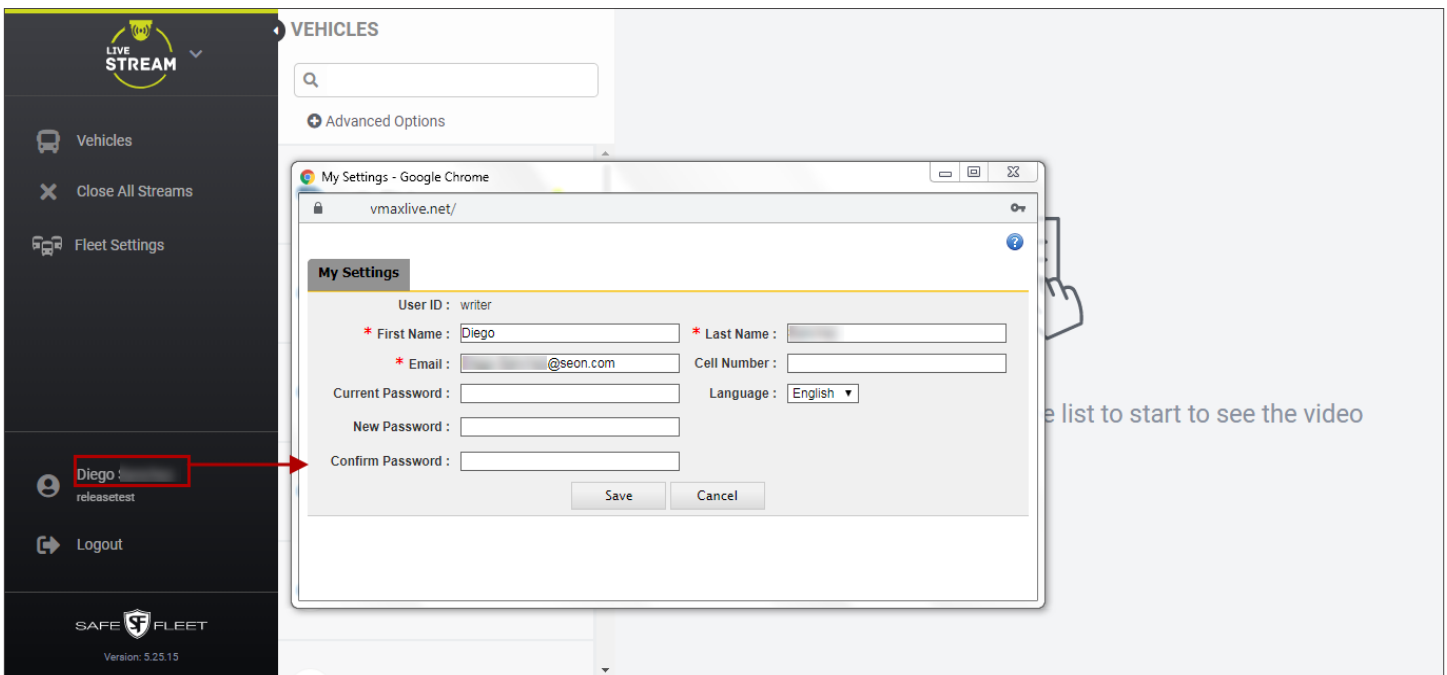 LIVE
STREAM
Vehicles
Close All Streams
Fleet Settings
Diego
releasetest
Logout
SAFE SF FLEET
Version: 5.25.15
VEHICLES
Advanced Options
My Settings - Google Chrome
vmaxlive.net/
?
My Settings
User ID : writer
* First Name : Diego * Last Name :
* Email : @seon.com Cell Number :
Current Password : Language : English
New Password :
Confirm Password :
Save Cancel
e list to start to see the video